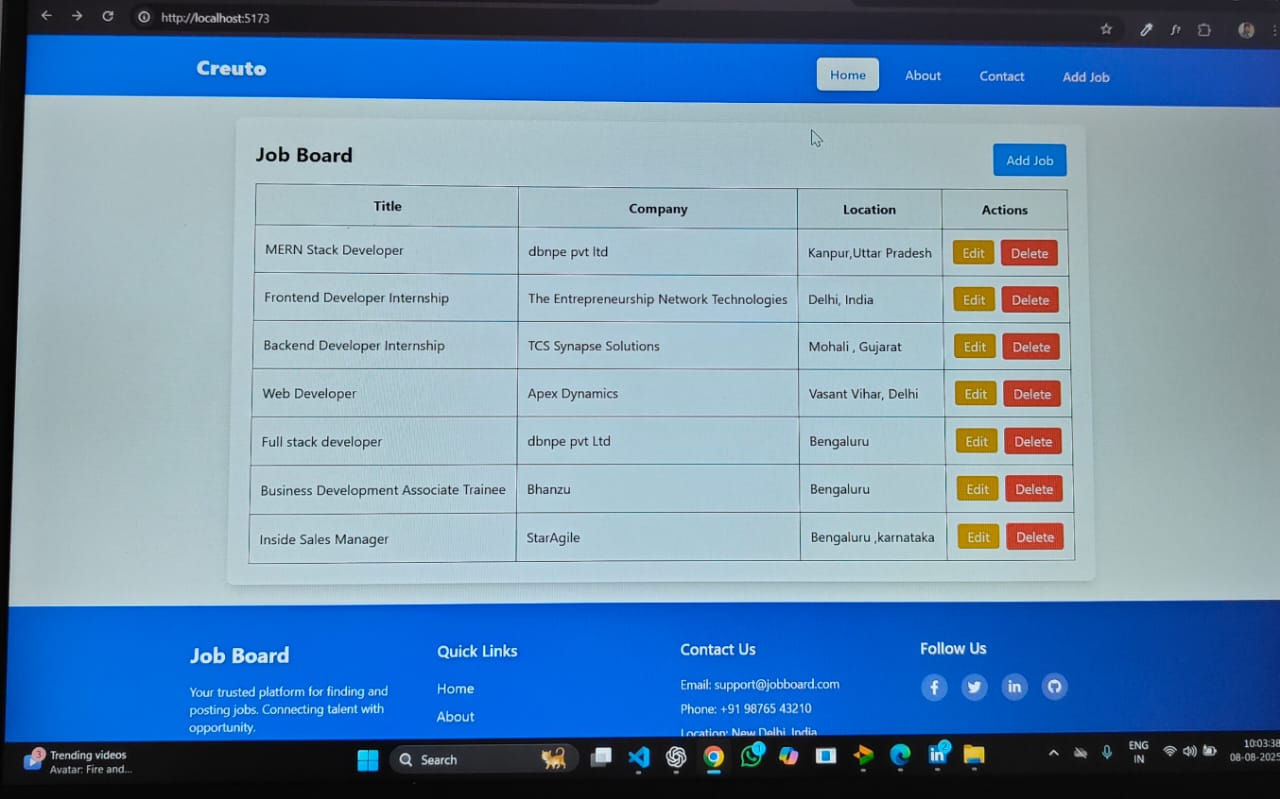 http://localhost:5173
Creuto
Home About Contact Add Job
Job Board
Add Job
Title Company Location Actions
MERN Stack Developer dbnpe pvt ltd Kanpur,Uttar Pradesh Edit Delete
Frontend Developer Internship The Entrepreneurship Network Technologies Delhi, India Edit Delete
Backend Developer Internship TCS Synapse Solutions Mohali , Gujarat Edit Delete
Web Developer Apex Dynamics Vasant Vihar, Delhi Edit Delete
Full stack developer dbnpe pvt Ltd Bengaluru Edit Delete
Business Development Associate Trainee Bhanzu Bengaluru Edit Delete
Inside Sales Manager StarAgile Bengaluru ,karnataka Edit Delete
Job Board
Your trusted platform for finding and
posting jobs. Connecting talent with
opportunity.
Quick Links
Home
About
Contact Us
Email: support@jobboard.com
Phone: +91 98765 43210
Location: New Delhi, India
Follow Us
3
Trending videos
Avatar: Fire and...
Search
1
2
ENG
IN
10:03:38
08-08-2025